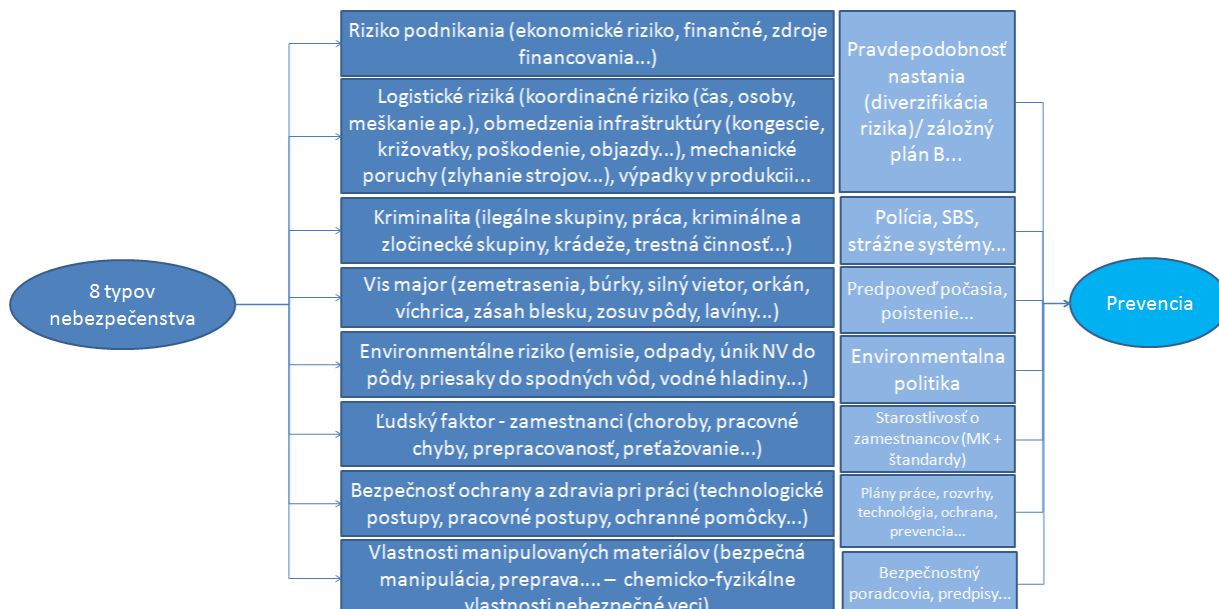 8 typov
nebezpečenstva
Riziko podnikania (ekonomické riziko, finančné, zdroje
financovania...)
Logistické riziká (koordinačné riziko (čas, osoby,
meškanie ap.), obmedzenia infraštruktúry (kongescie,
križovatky, poškodenie, objazdy...), mechanické
poruchy (zlyhanie strojov...), výpadky v produkcii...
Pravdepodobnosť
nastania
(diverzifikácia
rizika)/ záložný
plán B...
Kriminalita (ilegálne skupiny, práca, kriminálne a
zločinecké skupiny, krádeže, trestná činnosť...)
Polícia, SBS,
strážne systémy...
Vis major (zemetrasenia, búrky, silný vietor, orkán,
víchrica, zásah blesku, zosuv pôdy, lavíny...)
Predpoveď počasia,
poistenie...
Environmentálne riziko (emisie, odpady, únik NV do
pôdy, priesaky do spodných vôd, vodné hladiny...)
Environmentalna
politika
Ľudský faktor - zamestnanci (choroby, pracovné
chyby, prepracovanosť, preťažovanie...)
Starostlivosť o
zamestnancov (MK +
štandardy)
Bezpečnosť ochrany a zdravia pri práci (technologické
postupy, pracovné postupy, ochranné pomôcky...)
Plány práce, rozvrhy,
technológia, ochrana,
prevencia...
Vlastnosti manipulovaných materiálov (bezpečná
manipulácia, preprava.... – chemicko-fyzikálne
vlastnosti nebezpečné veci)
Bezpečnostný
poradcovia, predpisy...
Prevencia